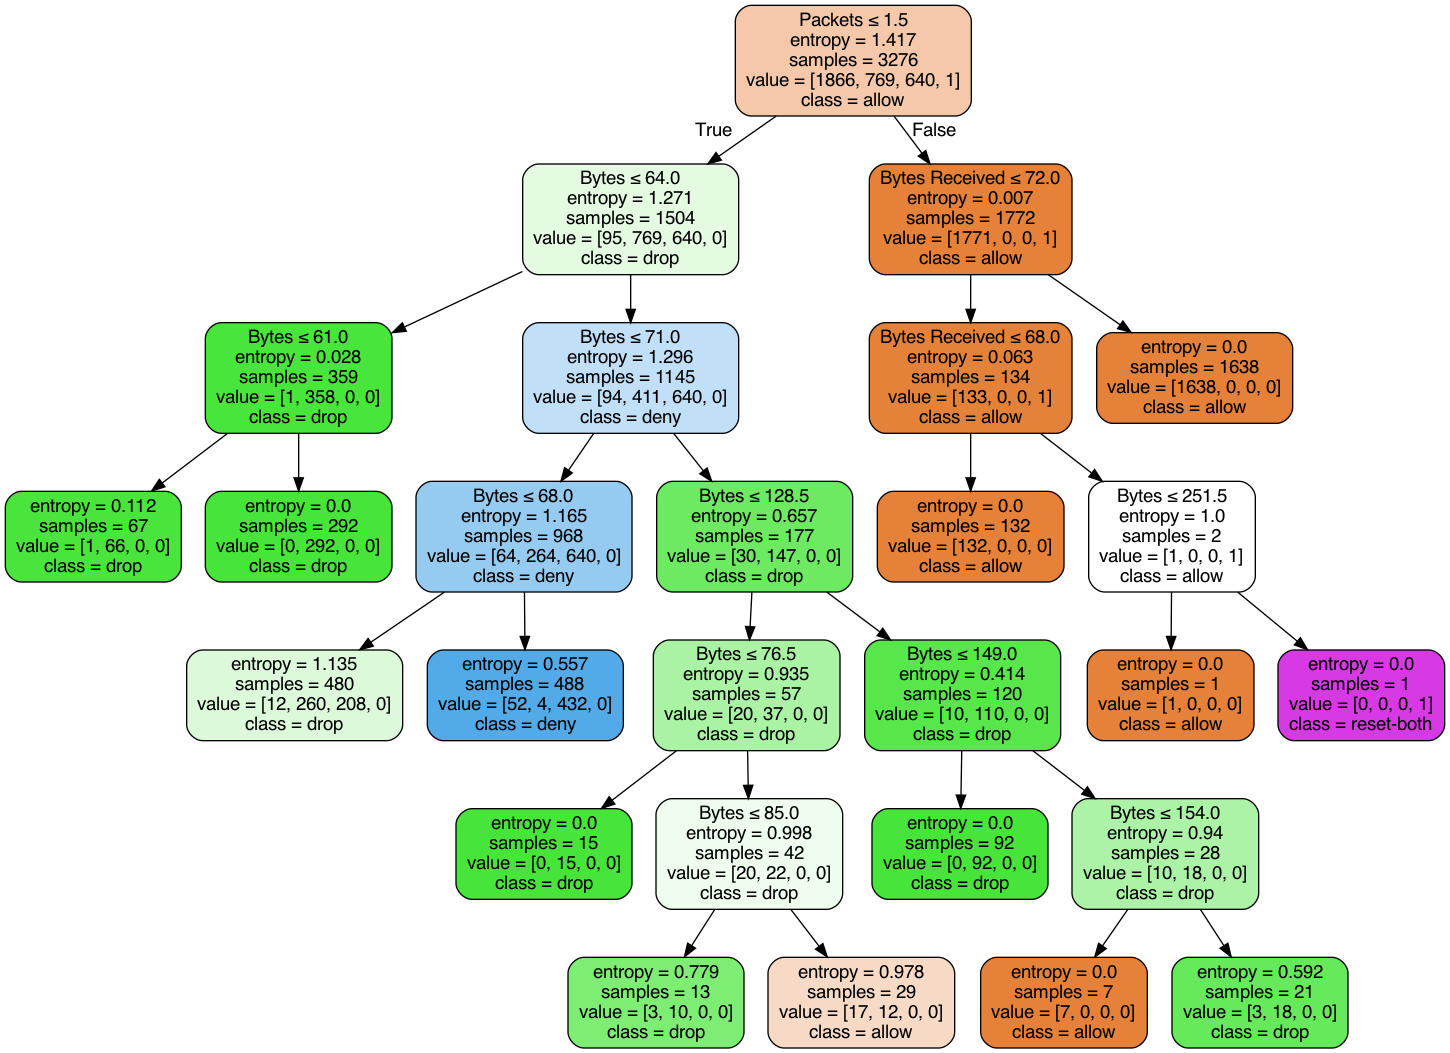 Packets ≤ 1.5
entropy = 1.417
samples = 3276
value = [1866, 769, 640, 1]
class = allow
True
False
Bytes ≤ 64.0
entropy = 1.271
samples = 1504
value = [95, 769, 640, 0]
class = drop
Bytes Received ≤ 72.0
entropy = 0.007
samples = 1772
value = [1771, 0, 0, 1]
class = allow
Bytes ≤ 61.0
entropy = 0.028
samples = 359
value = [1, 358, 0, 0]
class = drop
Bytes ≤ 71.0
entropy = 1.296
samples = 1145
value = [94, 411, 640, 0]
class = deny
Bytes Received ≤ 68.0
entropy = 0.063
samples = 134
value = [133, 0, 0, 1]
class = allow
entropy = 0.0
samples = 1638
value = [1638, 0, 0, 0]
class = allow
entropy = 0.112
samples = 67
value = [1, 66, 0, 0]
class = drop
entropy = 0.0
samples = 292
value = [0, 292, 0, 0]
class = drop
Bytes ≤ 68.0
entropy = 1.165
samples = 968
value = [64, 264, 640, 0]
class = deny
Bytes ≤ 128.5
entropy = 0.657
samples = 177
value = [30, 147, 0, 0]
class = drop
entropy = 0.0
samples = 132
value = [132, 0, 0, 0]
class = allow
Bytes ≤ 251.5
entropy = 1.0
samples = 2
value = [1, 0, 0, 1]
class = allow
entropy = 1.135
samples = 480
value = [12, 260, 208, 0]
class = drop
entropy = 0.557
samples = 488
value = [52, 4, 432, 0]
class = deny
Bytes ≤ 76.5
entropy = 0.935
samples = 57
value = [20, 37, 0, 0]
class = drop
Bytes ≤ 149.0
entropy = 0.414
samples = 120
value = [10, 110, 0, 0]
class = drop
entropy = 0.0
samples = 1
value = [1, 0, 0, 0]
class = allow
entropy = 0.0
samples = 1
value = [0, 0, 0, 1]
class = reset-both
entropy = 0.0
samples = 15
value = [0, 15, 0, 0]
class = drop
Bytes ≤ 85.0
entropy = 0.998
samples = 42
value = [20, 22, 0, 0]
class = drop
entropy = 0.0
samples = 92
value = [0, 92, 0, 0]
class = drop
Bytes ≤ 154.0
entropy = 0.94
samples = 28
value = [10, 18, 0, 0]
class = drop
entropy = 0.779
samples = 13
value = [3, 10, 0, 0]
class = drop
entropy = 0.978
samples = 29
value = [17, 12, 0, 0]
class = allow
entropy = 0.0
samples = 7
value = [7, 0, 0, 0]
class = allow
entropy = 0.592
samples = 21
value = [3, 18, 0, 0]
class = drop